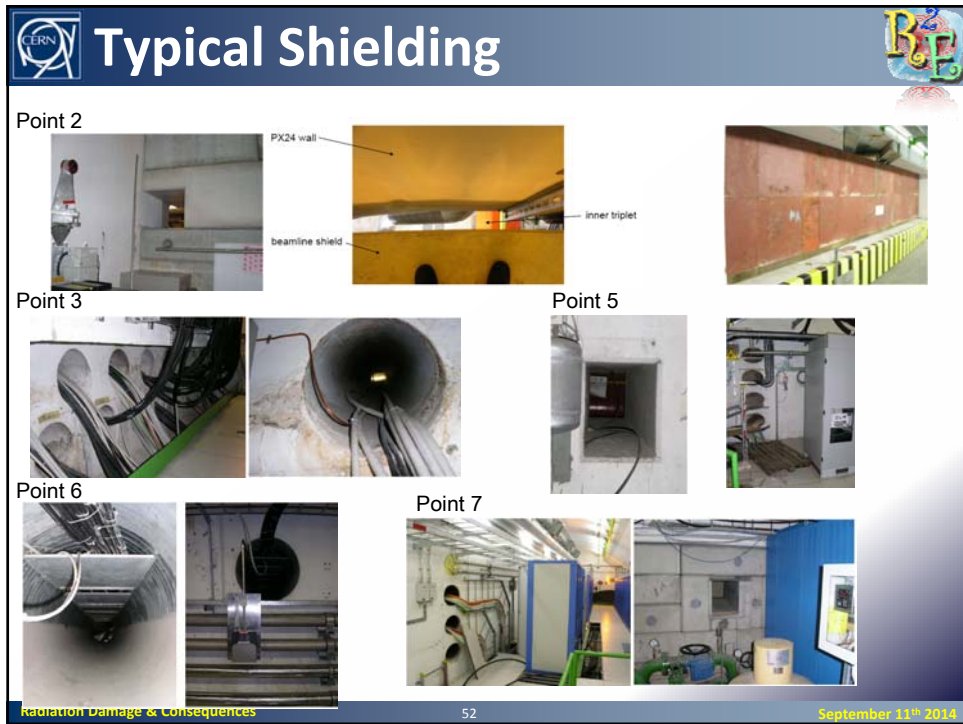 CERN
Typical Shielding
R2E
Point 2
PX24 wall
inner triplet
beamline shield
Point 3
Point 5
Point 6
Point 7
Radiation Damage & Consequences
52
September 11th 2014